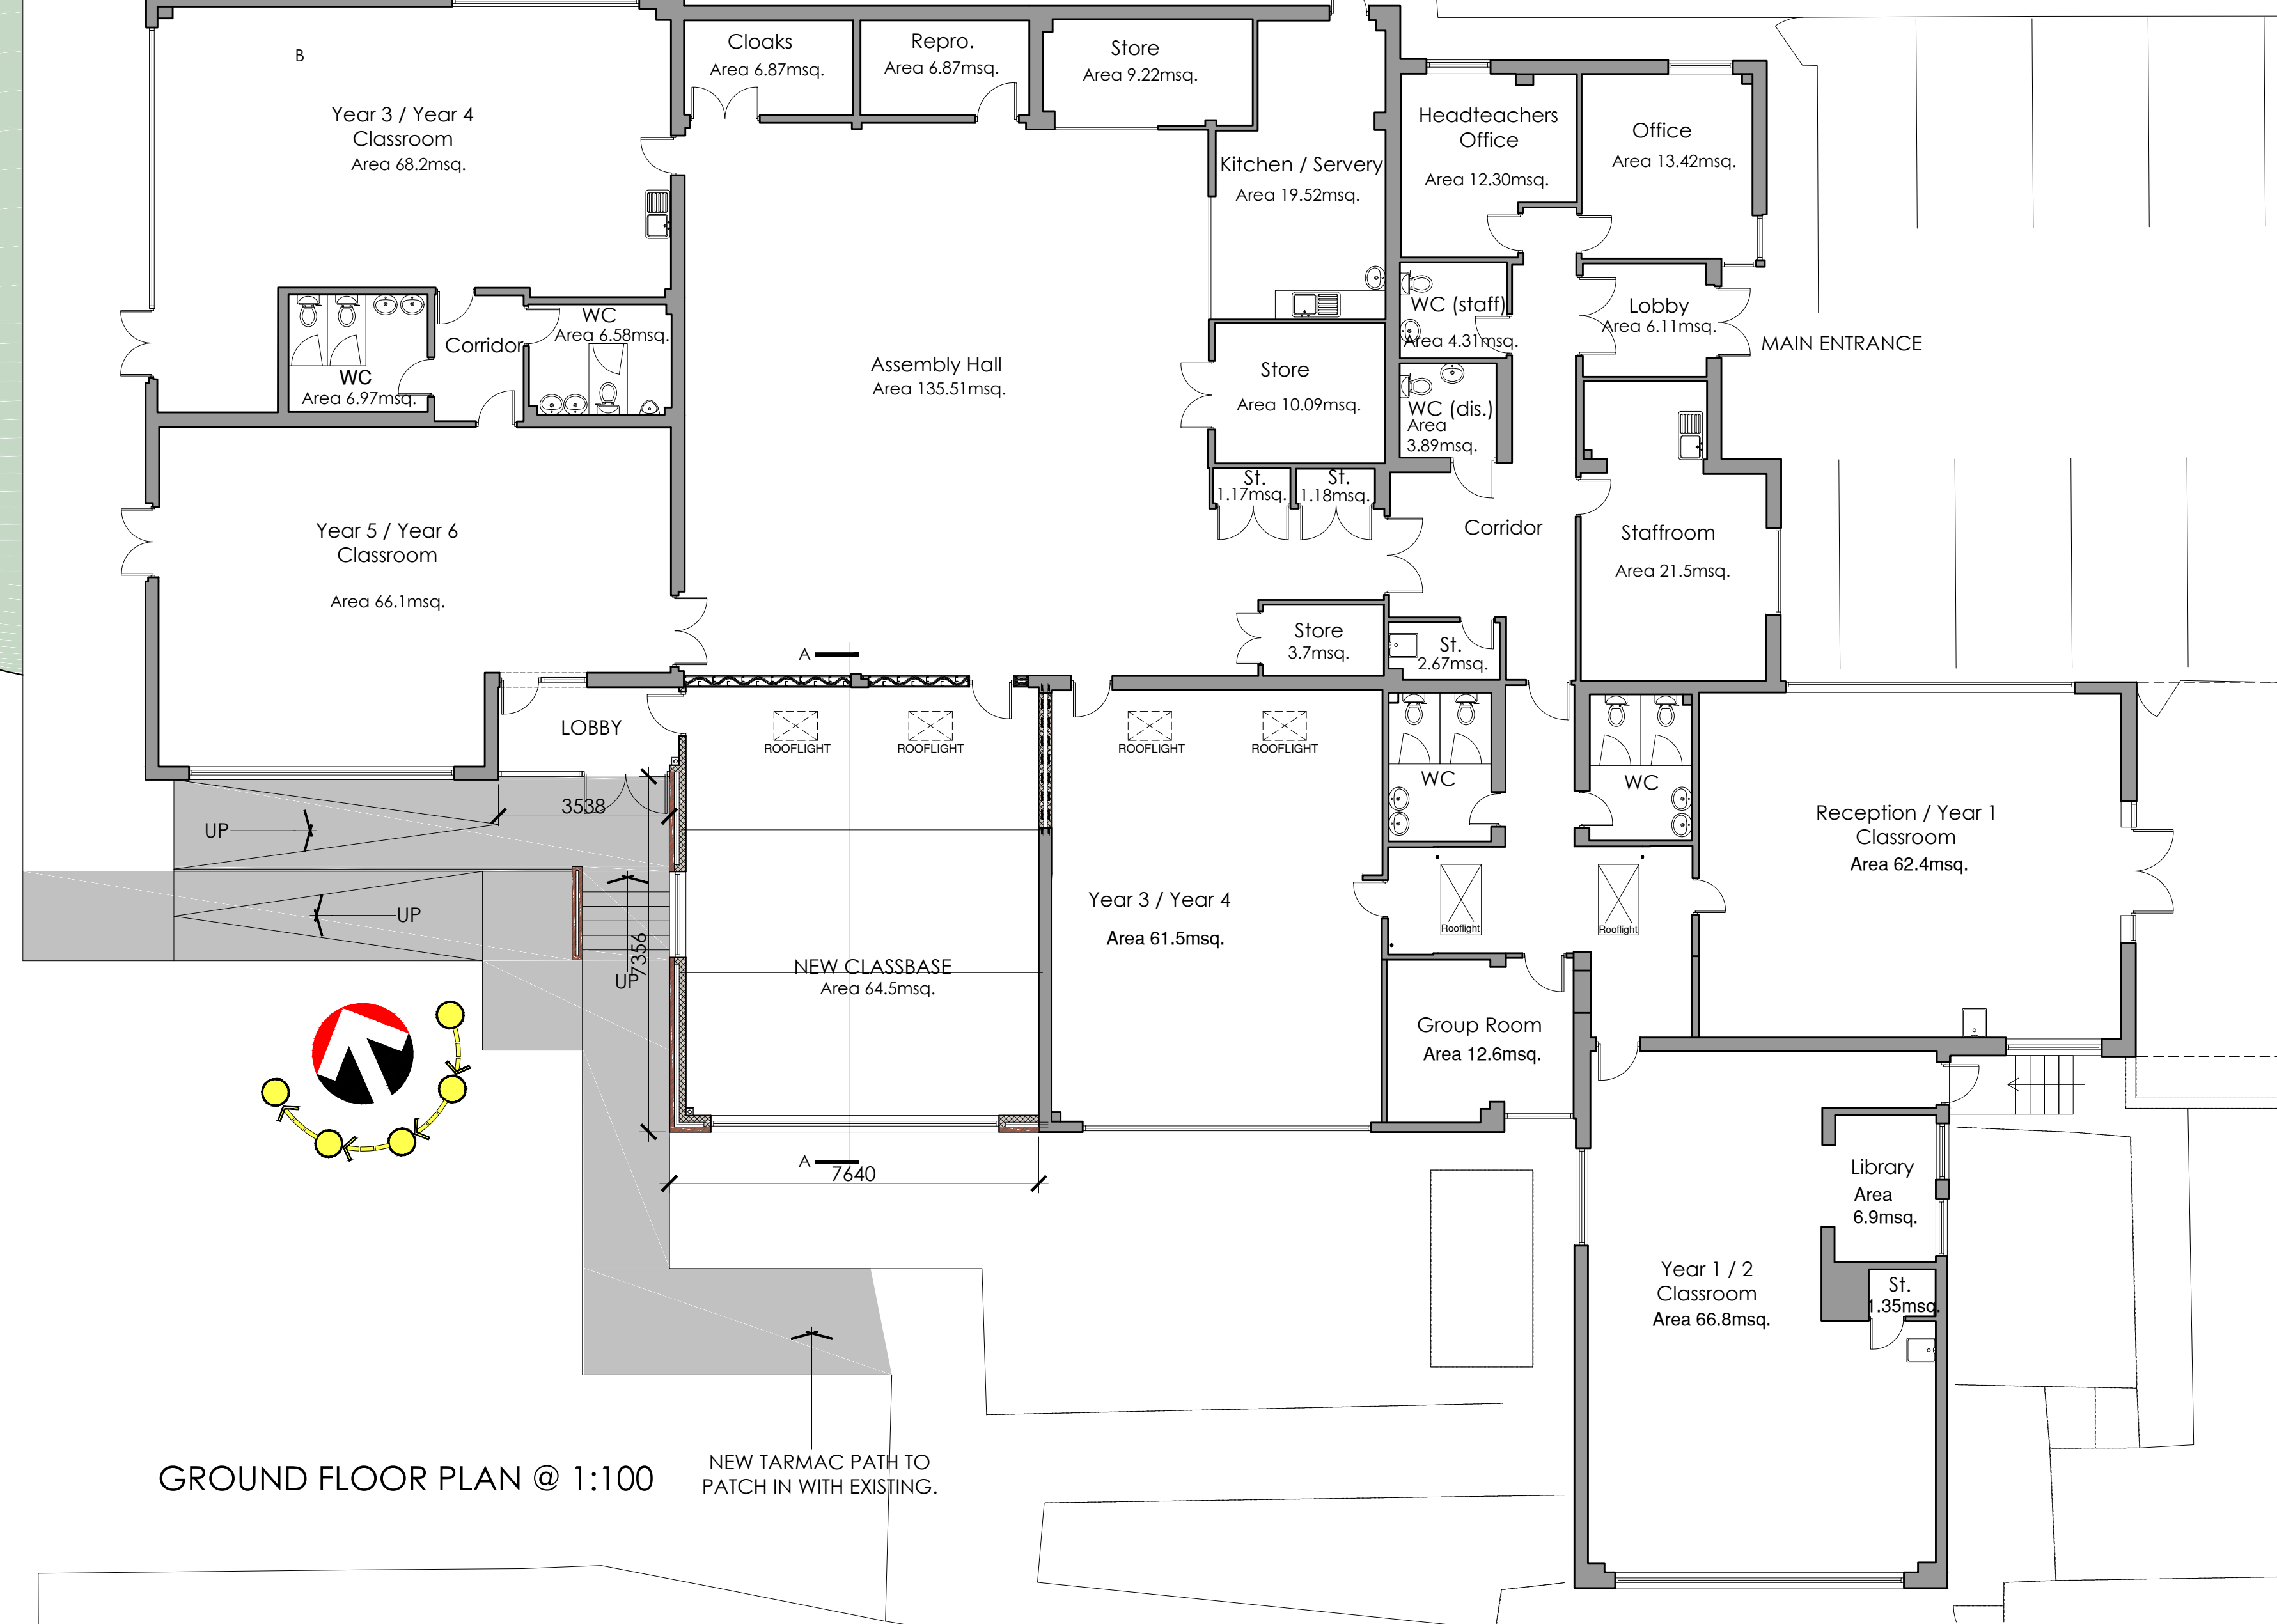 B
Year 3 / Year 4
Classroom
Area 68.2msq.
Cloaks
Area 6.87msq.
Repro.
Area 6.87msq.
Store
Area 9.22msq.
Kitchen / Servery
Area 19.52msq.
Headteachers
Office
Area 12.30msq.
Office
Area 13.42msq.
WC
Area 6.97msq.
Corridor
WC
Area 6.58msq.
Assembly Hall
Area 135.51msq.
Store
Area 10.09msq.
WC (staff)
Area 4.31msq.
WC (dis.)
Area
3.89msq.
Lobby
Area 6.11msq.
MAIN ENTRANCE
St.
1.17msq.
St.
1.18msq.
Corridor
Staffroom
Area 21.5msq.
Year 5 / Year 6
Classroom
Area 66.1msq.
Store
3.7msq.
St.
2.67msq.
A
LOBBY
ROOFLIGHT
ROOFLIGHT
ROOFLIGHT
ROOFLIGHT
WC
WC
3538
UP
UP
UP
7356
NEW CLASSBASE
Area 64.5msq.
Year 3 / Year 4
Area 61.5msq.
Rooflight
Rooflight
Reception / Year 1
Classroom
Area 62.4msq.
Group Room
Area 12.6msq.
A
7640
Library
Area
6.9msq.
Year 1 / 2
Classroom
Area 66.8msq.
St.
1.35msq.
GROUND FLOOR PLAN @ 1:100
NEW TARMAC PATH TO
PATCH IN WITH EXISTING.